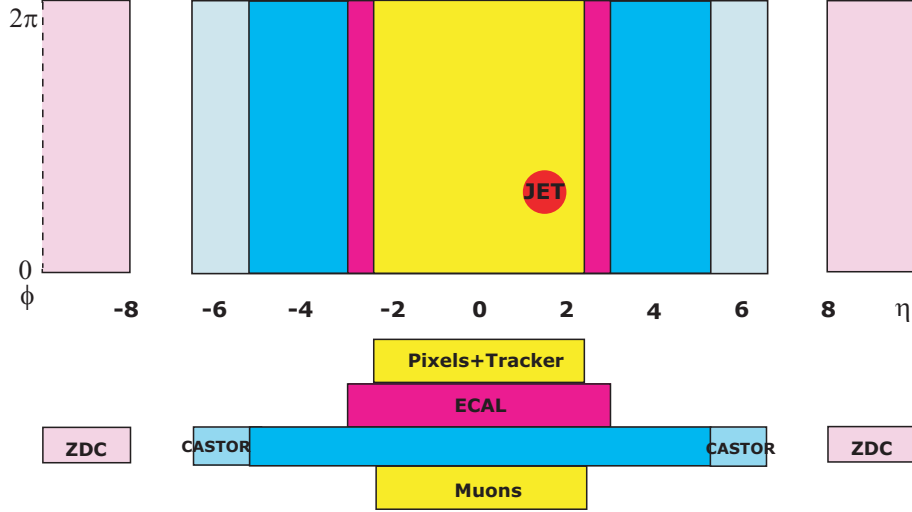 2π
JET
0
ϕ -8 -6 -4 -2 0 2 4 6 8 η
Pixels+Tracker
ECAL
ZDC CASTOR CASTOR ZDC
Muons